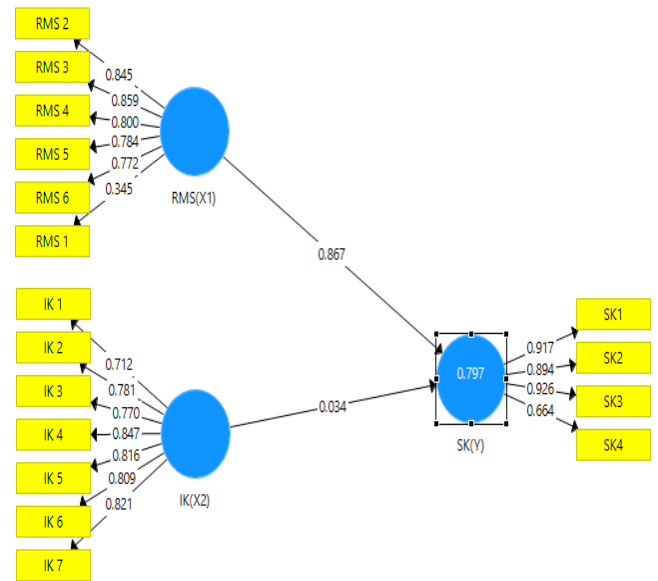 RMS 2
RMS 3
RMS 4
RMS 5
RMS 6
RMS 1
0.845
0.859
0.800
0.784
0.772
0.345
RMS(X1)
0.867
IK 1
IK 2
IK 3
IK 4
IK 5
IK 6
IK 7
0.712
0.781
0.770
0.847
0.816
0.809
0.821
IK(X2)
0.034
0.797
SK(Y)
0.917
0.894
0.926
0.664
SK1
SK2
SK3
SK4